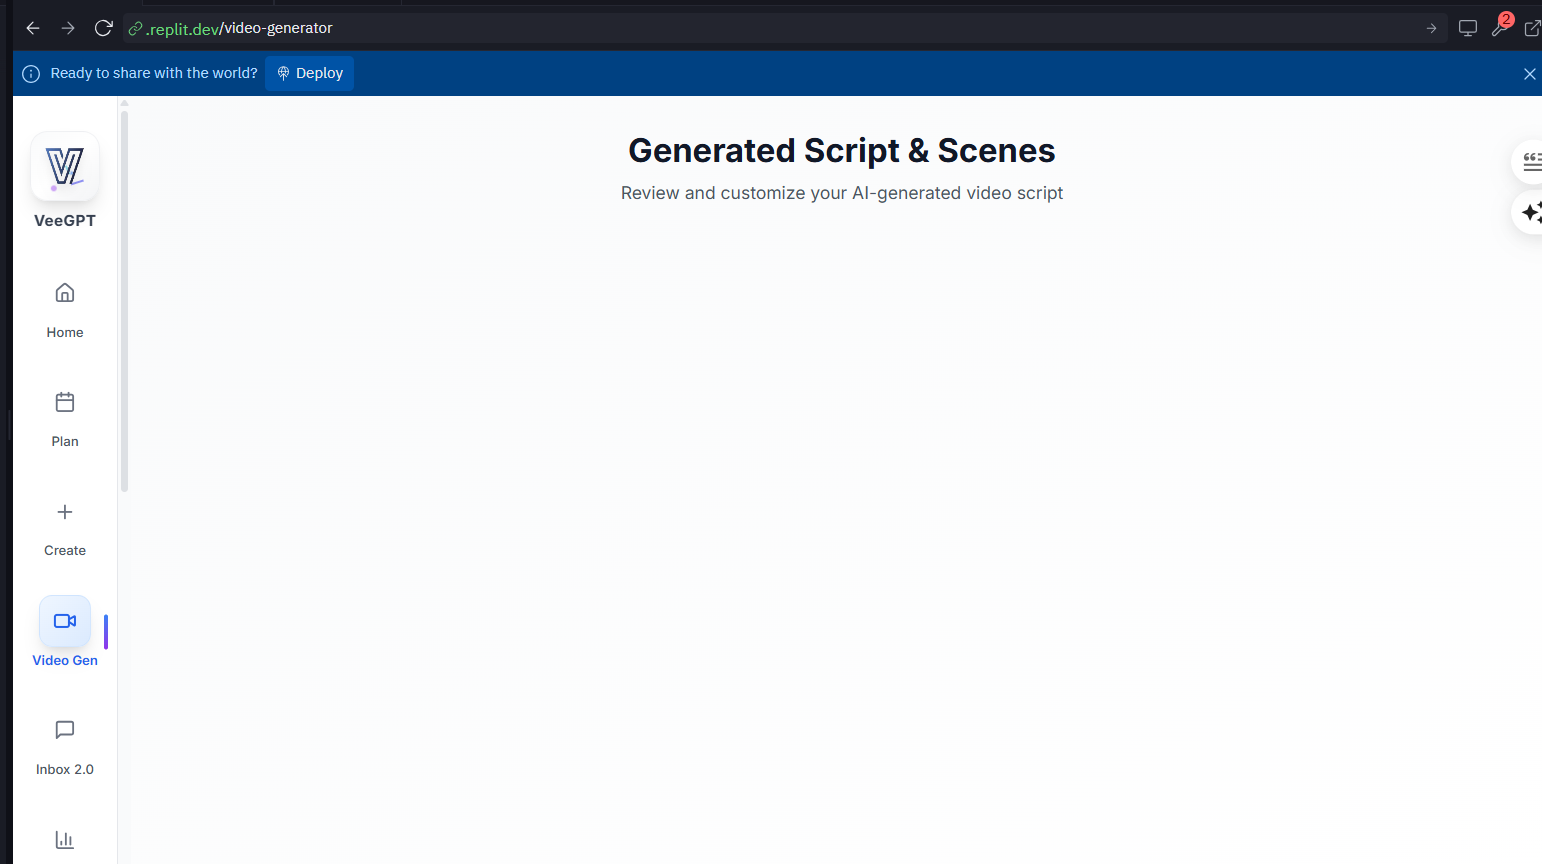 .replit.dev/video-generator
2
Ready to share with the world? Deploy
VeeGPT
Generated Script & Scenes
Review and customize your AI-generated video script
Home
Plan
Create
Video Gen
Inbox 2.0